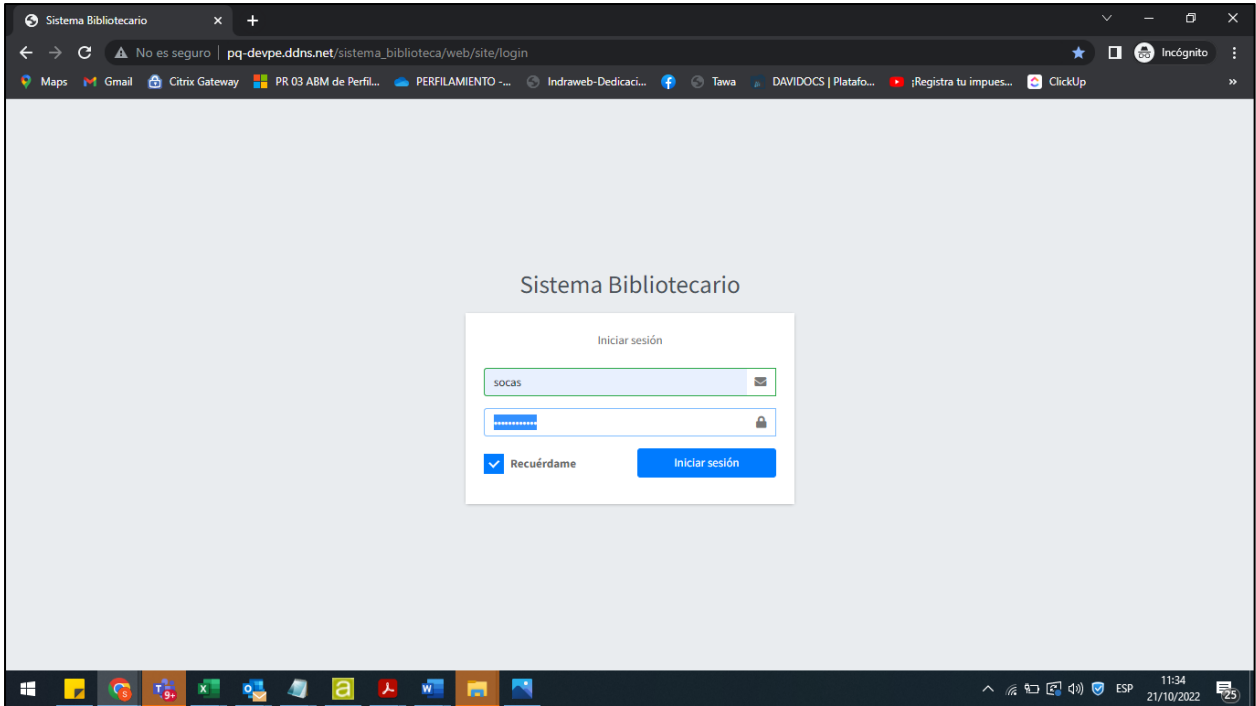 Sistema Bibliotecario
No es seguro | pq-devpe.ddns.net/sistema_biblioteca/web/site/login
Incógnito
Maps Gmail Citrix Gateway PR 03 ABM de Perfil... PERFILAMIENTO -... Indraweb-Dedicaci... Tawa DAVIDOCS | Platafo... ¡Registra tu impues... ClickUp »
Sistema Bibliotecario
Iniciar sesión
socas
••••••••••••
Recuérdame
Iniciar sesión
9+
ESP
11:34
21/10/2022
25